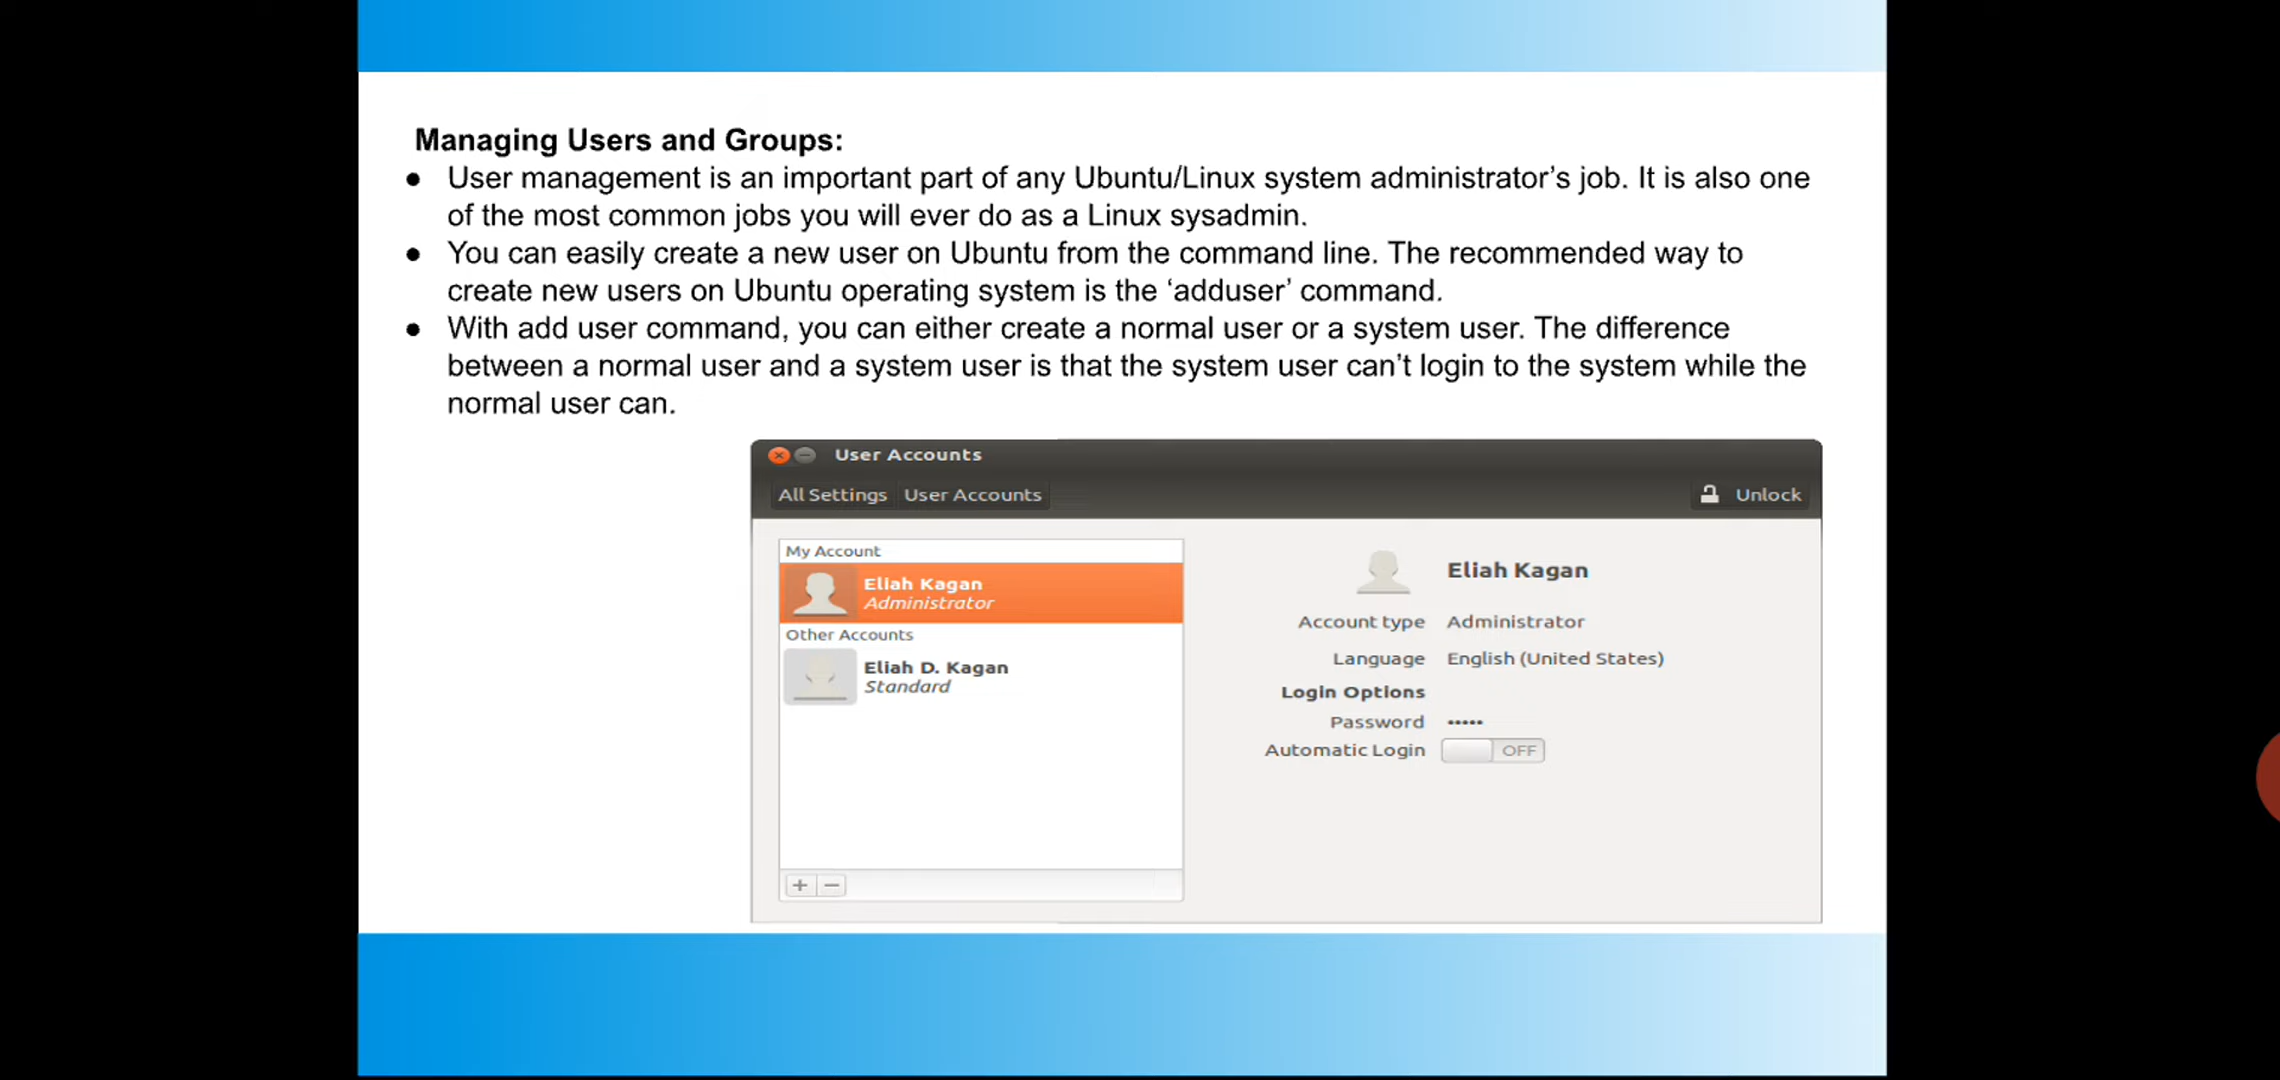 Managing Users and Groups:
● User management is an important part of any Ubuntu/Linux system administrator’s job. It is also one
of the most common jobs you will ever do as a Linux sysadmin.
● You can easily create a new user on Ubuntu from the command line. The recommended way to
create new users on Ubuntu operating system is the ‘adduser’ command.
● With add user command, you can either create a normal user or a system user. The difference
between a normal user and a system user is that the system user can’t login to the system while the
normal user can.
User Accounts
All Settings User Accounts Unlock
My Account
Eliah Kagan
Administrator
Other Accounts
Eliah D. Kagan
Standard
Eliah Kagan
Account type Administrator
Language English (United States)
Login Options
Password •••••
Automatic Login OFF